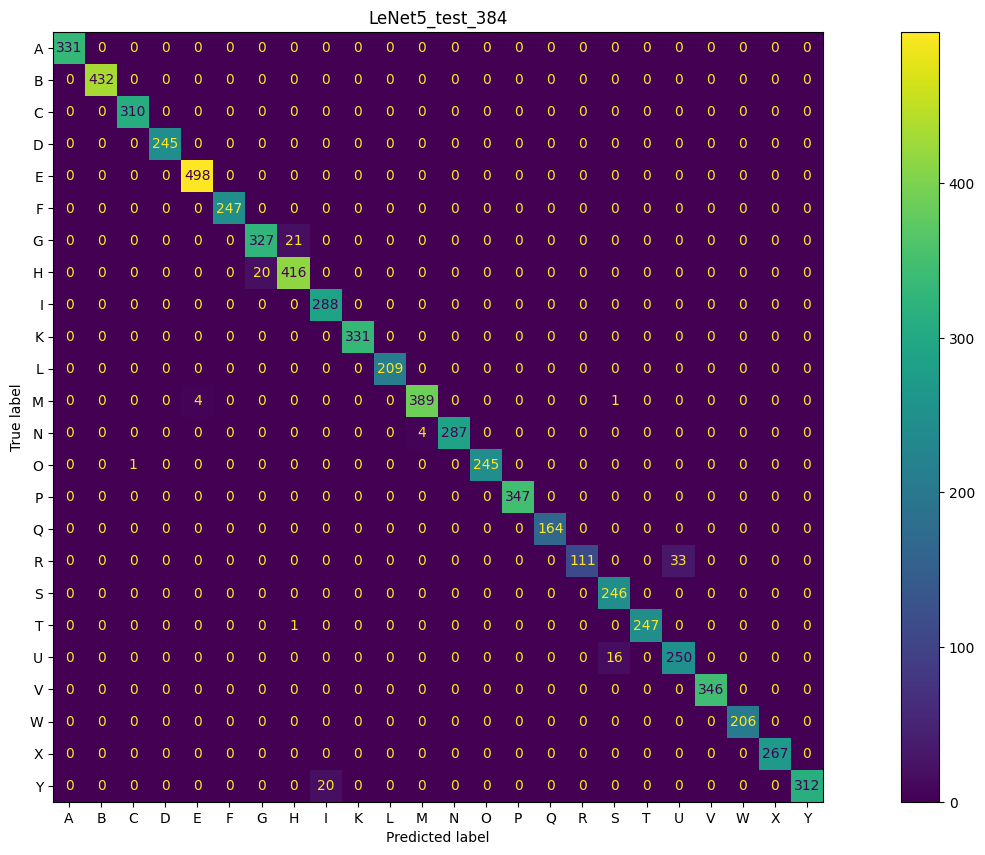 LeNet5_test_384
A 331 0 0 0 0 0 0 0 0 0 0 0 0 0 0 0 0 0 0 0 0 0 0 0
B 0 432 0 0 0 0 0 0 0 0 0 0 0 0 0 0 0 0 0 0 0 0 0 0
C 0 0 310 0 0 0 0 0 0 0 0 0 0 0 0 0 0 0 0 0 0 0 0 0
D 0 0 0 245 0 0 0 0 0 0 0 0 0 0 0 0 0 0 0 0 0 0 0 0
E 0 0 0 0 498 0 0 0 0 0 0 0 0 0 0 0 0 0 0 0 0 0 0 0
F 0 0 0 0 0 247 0 0 0 0 0 0 0 0 0 0 0 0 0 0 0 0 0 0
G 0 0 0 0 0 0 327 21 0 0 0 0 0 0 0 0 0 0 0 0 0 0 0 0
H 0 0 0 0 0 0 20 416 0 0 0 0 0 0 0 0 0 0 0 0 0 0 0 0
I 0 0 0 0 0 0 0 0 288 0 0 0 0 0 0 0 0 0 0 0 0 0 0 0
K 0 0 0 0 0 0 0 0 0 331 0 0 0 0 0 0 0 0 0 0 0 0 0 0
L 0 0 0 0 0 0 0 0 0 0 209 0 0 0 0 0 0 0 0 0 0 0 0 0
M 0 0 0 0 4 0 0 0 0 0 0 389 0 0 0 0 0 1 0 0 0 0 0 0
N 0 0 0 0 0 0 0 0 0 0 0 4 287 0 0 0 0 0 0 0 0 0 0 0
O 0 0 1 0 0 0 0 0 0 0 0 0 0 245 0 0 0 0 0 0 0 0 0 0
P 0 0 0 0 0 0 0 0 0 0 0 0 0 0 347 0 0 0 0 0 0 0 0 0
Q 0 0 0 0 0 0 0 0 0 0 0 0 0 0 0 164 0 0 0 0 0 0 0 0
R 0 0 0 0 0 0 0 0 0 0 0 0 0 0 0 0 111 0 0 33 0 0 0 0
S 0 0 0 0 0 0 0 0 0 0 0 0 0 0 0 0 0 246 0 0 0 0 0 0
T 0 0 0 0 0 0 0 1 0 0 0 0 0 0 0 0 0 0 247 0 0 0 0 0
U 0 0 0 0 0 0 0 0 0 0 0 0 0 0 0 0 0 16 0 250 0 0 0 0
V 0 0 0 0 0 0 0 0 0 0 0 0 0 0 0 0 0 0 0 0 346 0 0 0
W 0 0 0 0 0 0 0 0 0 0 0 0 0 0 0 0 0 0 0 0 0 206 0 0
X 0 0 0 0 0 0 0 0 0 0 0 0 0 0 0 0 0 0 0 0 0 0 267 0
Y 0 0 0 0 0 0 0 0 20 0 0 0 0 0 0 0 0 0 0 0 0 0 0 312
A B C D E F G H I K L M N O P Q R S T U V W X Y
Predicted label
True label
400
300
200
100
0